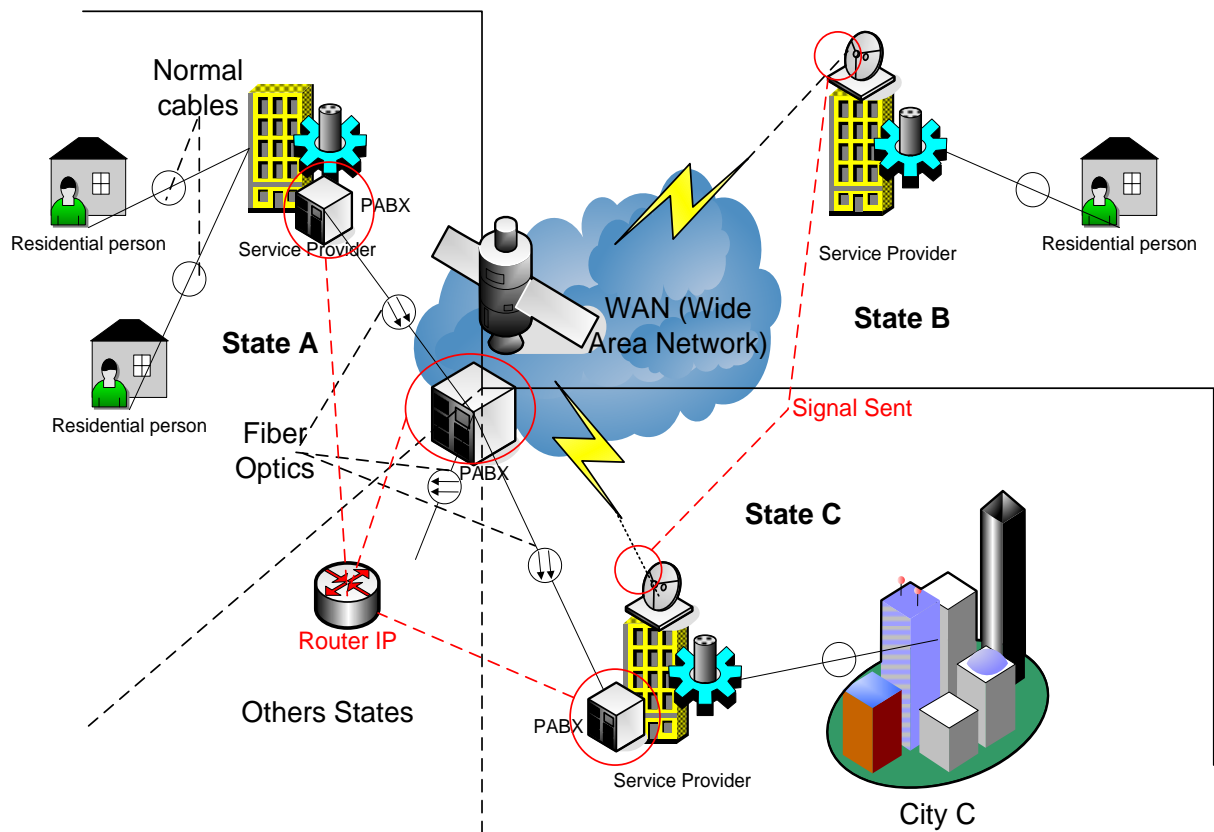 Normal
cables
PABX
Residential person
Service Provider
Service Provider
Residential person
WAN (Wide
Area Network)
State B
State A
Residential person
Signal Sent
Fiber
Optics
PABX
State C
Router IP
Others States
PABX
Service Provider
City C